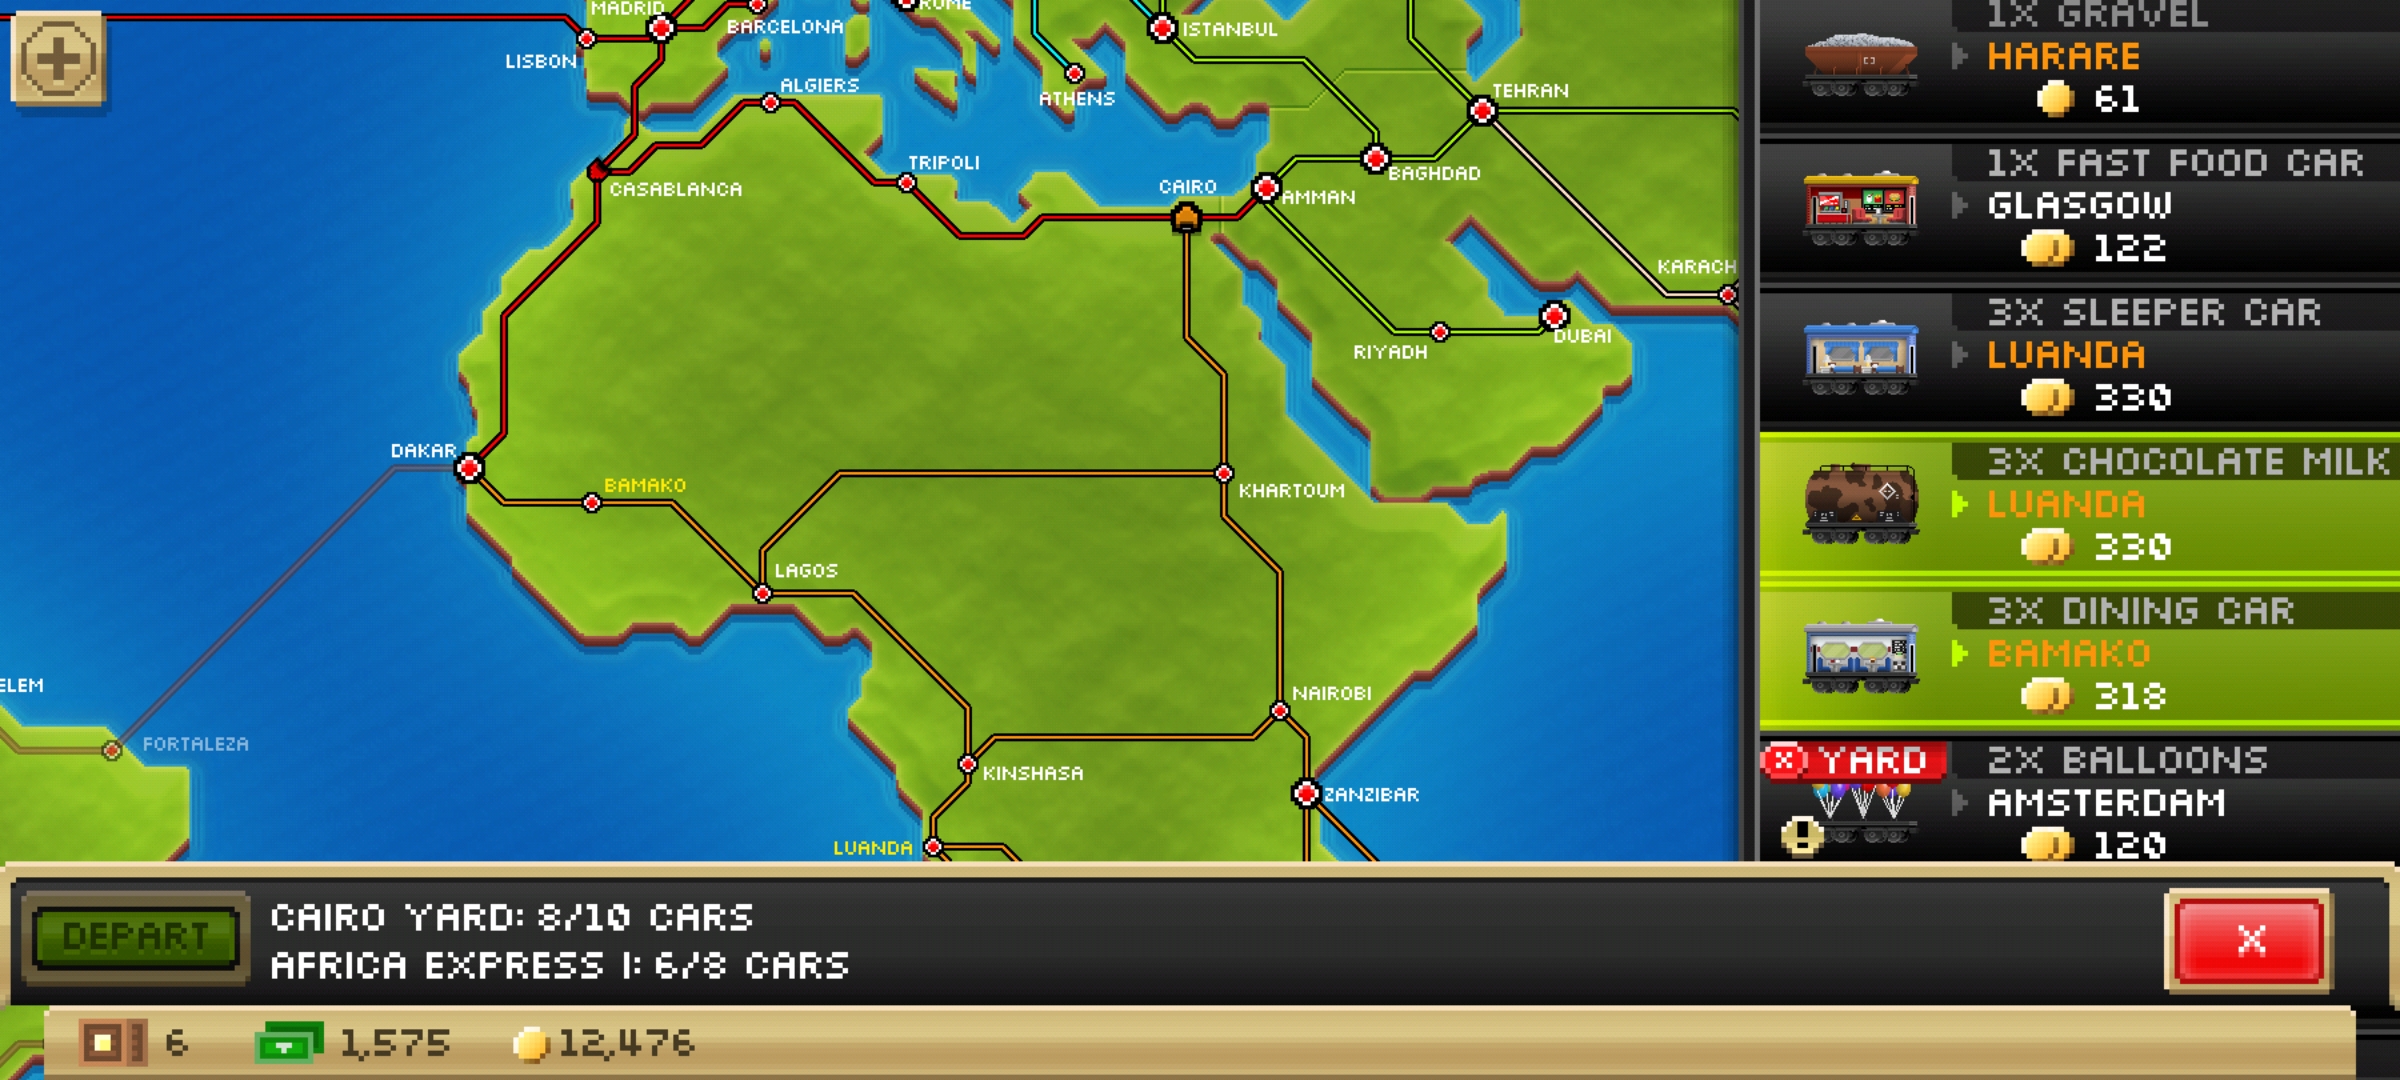 MADRID
ROME
BARCELONA
ISTANBUL
LISBON
ALGIERS
ATHENS
TEHRAN
TRIPOLI
BAGHDAD
CASABLANCA
CAIRO
AMMAN
KARACH
RIYADH
DUBAI
DAKAR
BAMAKO
KHARTOUM
LAGOS
ELEM
NAIROBI
FORTALEZA
KINSHASA
ZANZIBAR
LUANDA
1X GRAVEL
HARARE
61
1X FAST FOOD CAR
GLASGOW
122
3X SLEEPER CAR
LUANDA
330
3X CHOCOLATE MILK
LUANDA
330
3X DINING CAR
BAMAKO
318
YARD
2X BALLOONS
AMSTERDAM
120
DEPART
CAIRO YARD: 8/10 CARS
AFRICA EXPRESS I: 6/8 CARS
X
6
1,575
12,476